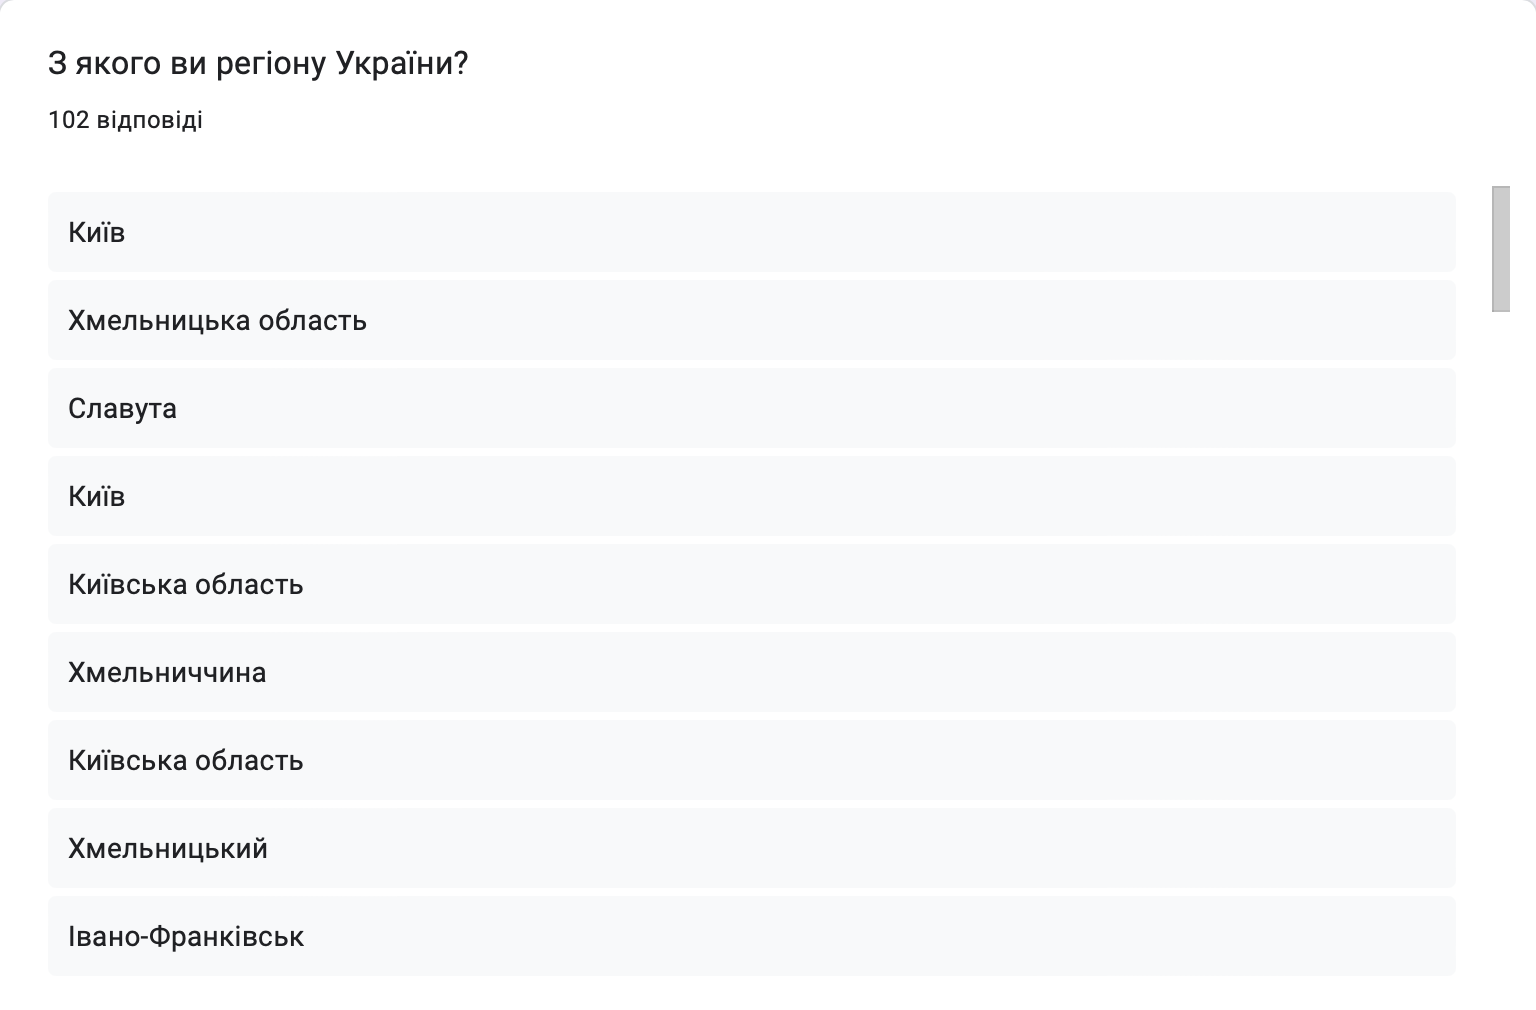 З якого ви регіону України?
102 відповіді
Київ
Хмельницька область
Славута
Київ
Київська область
Хмельниччина
Київська область
Хмельницький
Івано-Франківськ